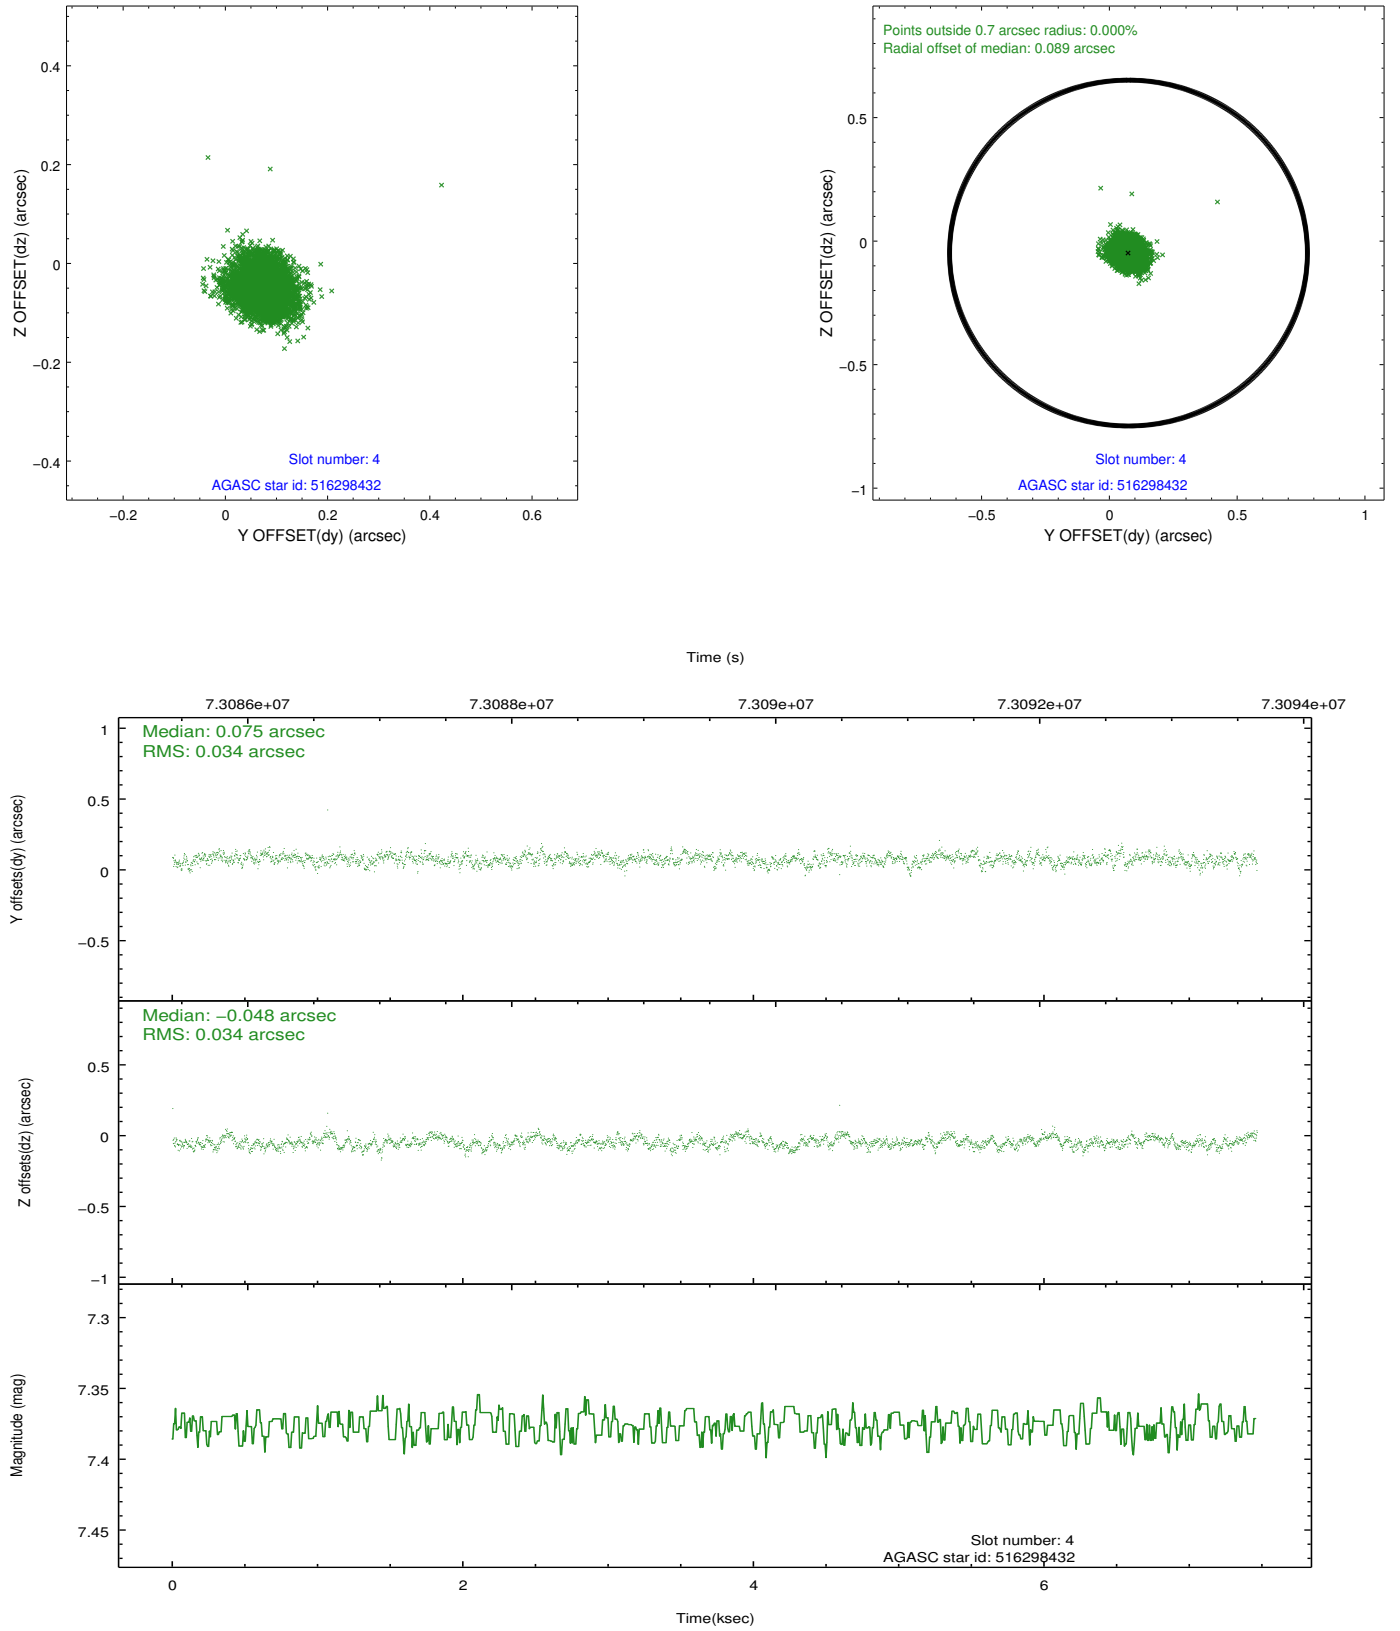 0.4
0.2
0
−0.2
−0.4
Z OFFSET(dz) (arcsec)
Slot number: 4
AGASC star id: 516298432
−0.2 0 0.2 0.4 0.6
Y OFFSET(dy) (arcsec)
Points outside 0.7 arcsec radius: 0.000%
Radial offset of median: 0.089 arcsec
0.5
0
−0.5
−1
Z OFFSET(dz) (arcsec)
Slot number: 4
AGASC star id: 516298432
−0.5 0 0.5 1
Y OFFSET(dy) (arcsec)
Time (s)
7.3086e+07 7.3088e+07 7.309e+07 7.3092e+07 7.3094e+07
Median: 0.075 arcsec
RMS: 0.034 arcsec
1
0.5
0
−0.5
Y offsets(dy) (arcsec)
Median: −0.048 arcsec
RMS: 0.034 arcsec
0.5
0
−0.5
−1
Z offsets(dz) (arcsec)
7.3
7.35
7.4
7.45
Magnitude (mag)
Slot number: 4
AGASC star id: 516298432
0 2 4 6
Time(ksec)